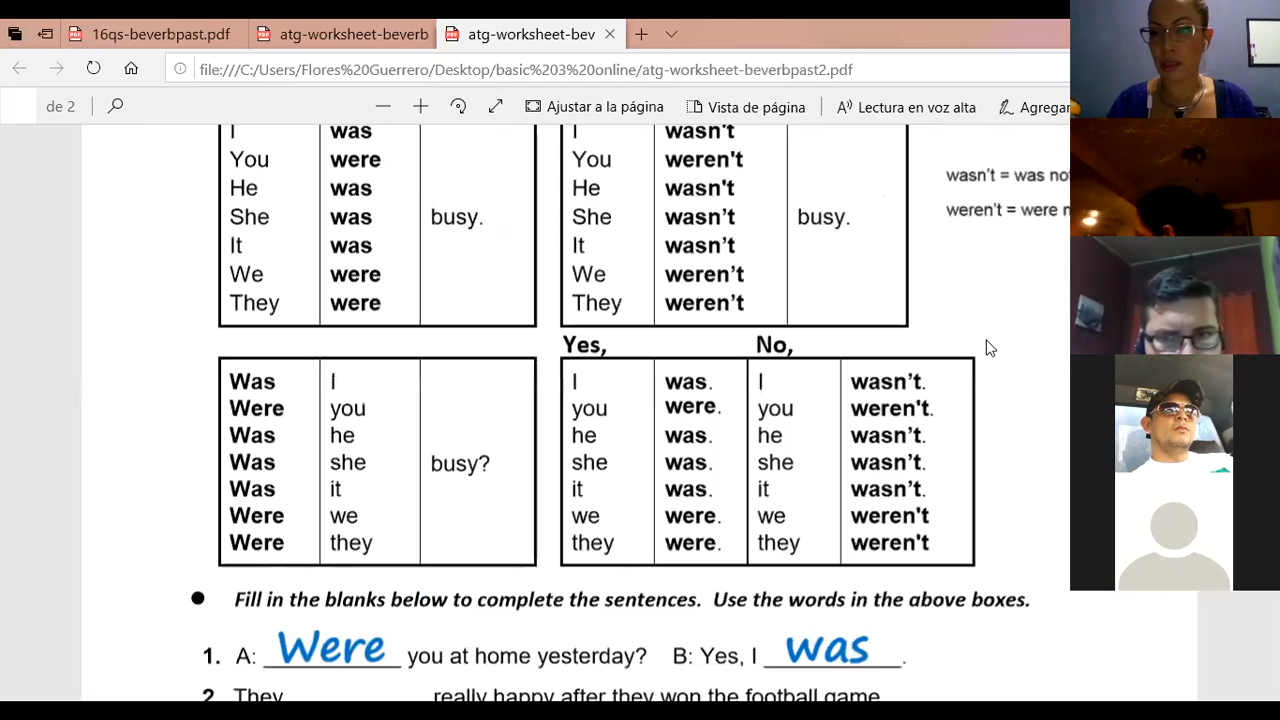 16qs-beverbpast.pdf atg-worksheet-beverb atg-worksheet-bev
file:///C:/Users/Flores%20Guerrero/Desktop/basic%203%20online/atg-worksheet-beverbpast2.pdf
de 2 Ajustar a la página Vista de página Lectura en voz alta Agregar
I was I wasn't
You were You weren't wasn't = was not
He was He wasn't
She was busy. She wasn't busy. weren't = were
It was It wasn't
We were We weren't
They were They weren't
Yes, No,
Was I I was. I wasn't.
Were you you were. you weren't.
Was he he was. he wasn't.
Was she busy? she was. she wasn't.
Was it it was. it wasn't.
Were we we were. we weren't
Were they they were. they weren't
● Fill in the blanks below to complete the sentences. Use the words in the above boxes.
1. A: Were you at home yesterday? B: Yes, I was.
2 They really happy after they won the football game